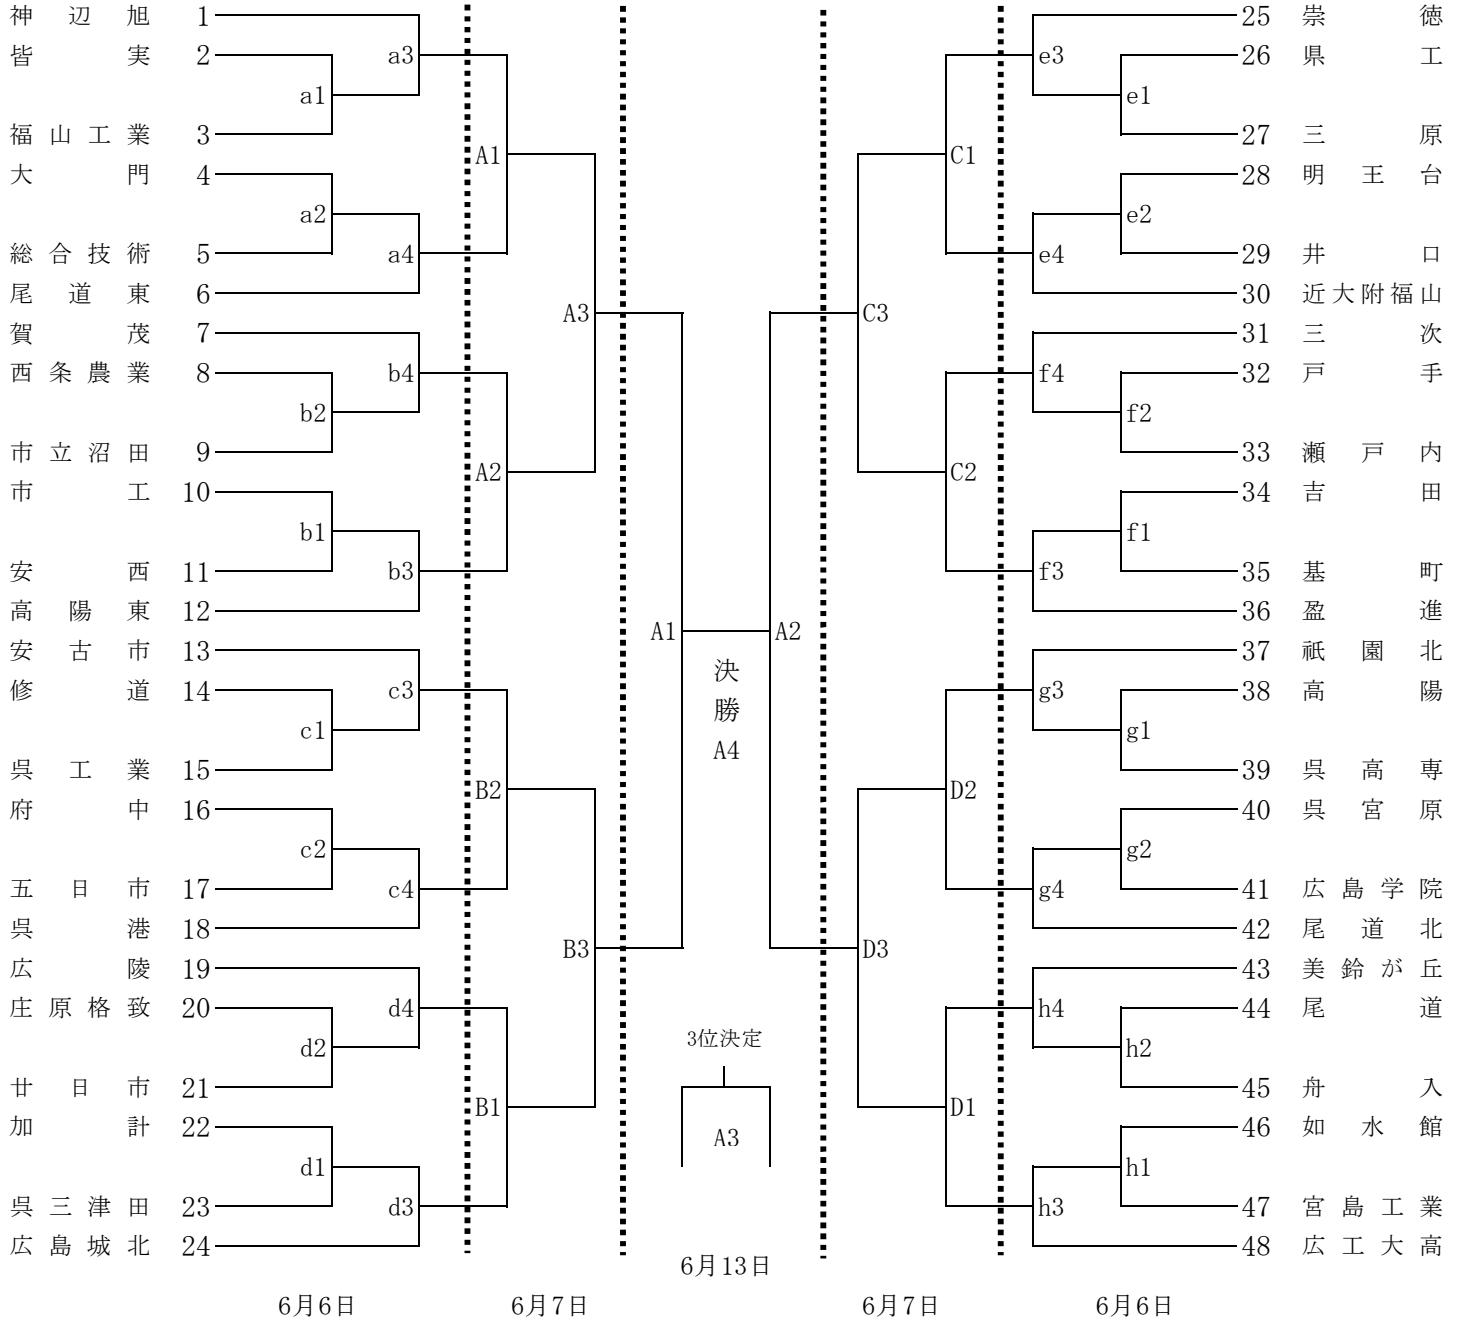 神辺旭 1
皆実 2
a3
a1
福山工業 3
大門 4
A1
a2
総合技術 5
a4
尾道東 6
A3
賀茂 7
西条農業 8
b4
b2
市立沼田 9
A2
市工 10
b1
安西 11
b3
高陽東 12
安古市 13
修道 14
c3
c1
呉工業 15
府中 16
B2
c2
五日市 17
c4
呉港 18
B3
広陵 19
庄原格致 20
d4
d2
廿日市 21
B1
加計 22
d1
呉三津田 23
d3
広島城北 24
A1
A2
決勝
A4
3位決定
A3
25 崇徳
26 県工
e3
e1
27 三原
C1
28 明王台
e2
29 井口
e4
30 近大附福山
C3
31 三次
32 戸手
f4
f2
33 瀬戸内
C2
34 吉田
f1
35 基町
f3
36 盈進
37 祇園北
38 高陽
g3
g1
39 呉高専
D2
40 呉宮原
g2
41 広島学院
g4
42 尾道北
D3
43 美鈴が丘
44 尾道
h4
h2
45 舟入
D1
46 如水館
h1
47 宮島工業
h3
48 広工大高
6月13日
6月6日 6月7日 6月7日 6月6日